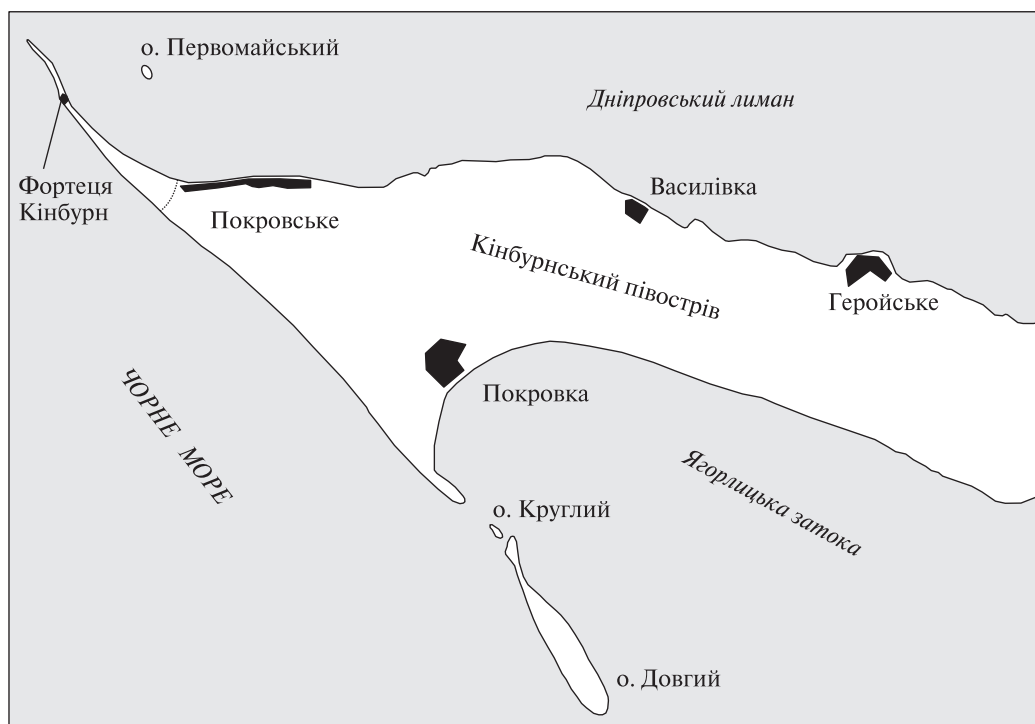 о. Первомайський
Дніпровський лиман
Фортеця
Кінбурн
Василівка
Покровське
Кінбурнський півострів
Геройське
Покровка
ЧОРНЕ МОРЕ
Ягорлицька затока
о. Круглий
о. Довгий